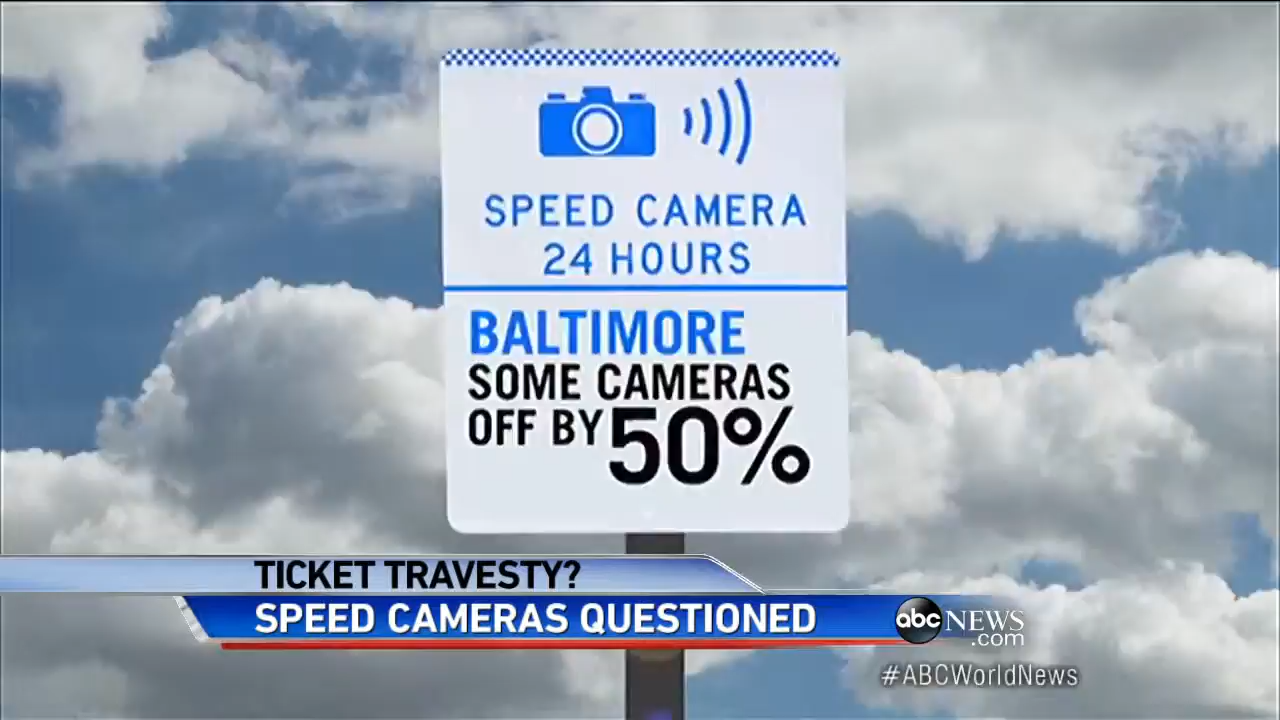 SPEED CAMERA
24 HOURS
BALTIMORE
SOME CAMERAS
OFF BY 50%
TICKET TRAVESTY?
SPEED CAMERAS QUESTIONED
abc NEWS
.com
#ABCWorldNews